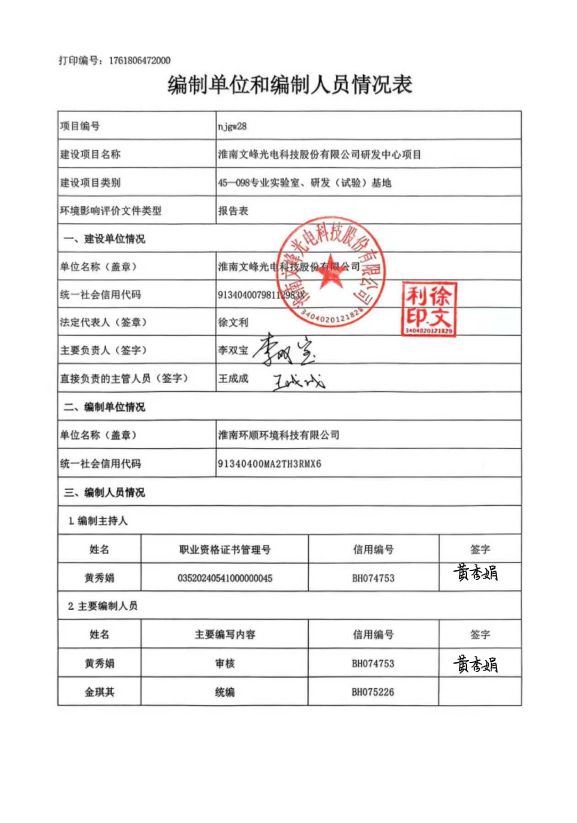 打印编号：1761806472000
编制单位和编制人员情况表
项目编号 njgw28
建设项目名称 淮南文峰光电科技股份有限公司研发中心项目
建设项目类别 45—098专业实验室、研发（试验）基地
环境影响评价文件类型 报告表
一、建设单位情况
单位名称（盖章） 淮南文峰光电科技股份有限公司
淮南文峰光电科技股份有限公司
3404020121829
统一社会信用代码
法定代表人（签章） 徐文利
徐文利印
3404020121829
主要负责人（签字） 李双宝 李双宝
直接负责的主管人员（签字） 王成成 王成成
二、编制单位情况
单位名称（盖章） 淮南环顺环境科技有限公司
统一社会信用代码 91340400MA2TH3RMX6
三、编制人员情况
1.编制主持人
姓名 职业资格证书管理号 信用编号 签字
黄秀娟 03520240541000000045 BH074753 黄秀娟
2.主要编制人员
姓名 主要编写内容 信用编号 签字
黄秀娟 审核 BH074753 黄秀娟
金琪其 统编 BH075226